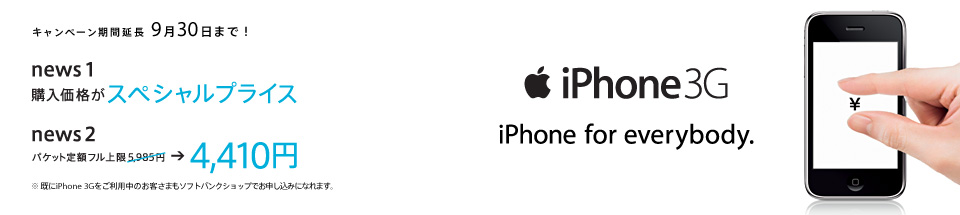 キャンペーン期間延長 9月30日まで！
news 1
購入価格がスペシャルプライス
news 2
パケット定額フル上限 5,985円 → 4,410円
※ 既にiPhone 3Gをご利用中のお客さまもソフトバンクショップでお申し込みになれます。
iPhone 3G
iPhone for everybody.
¥